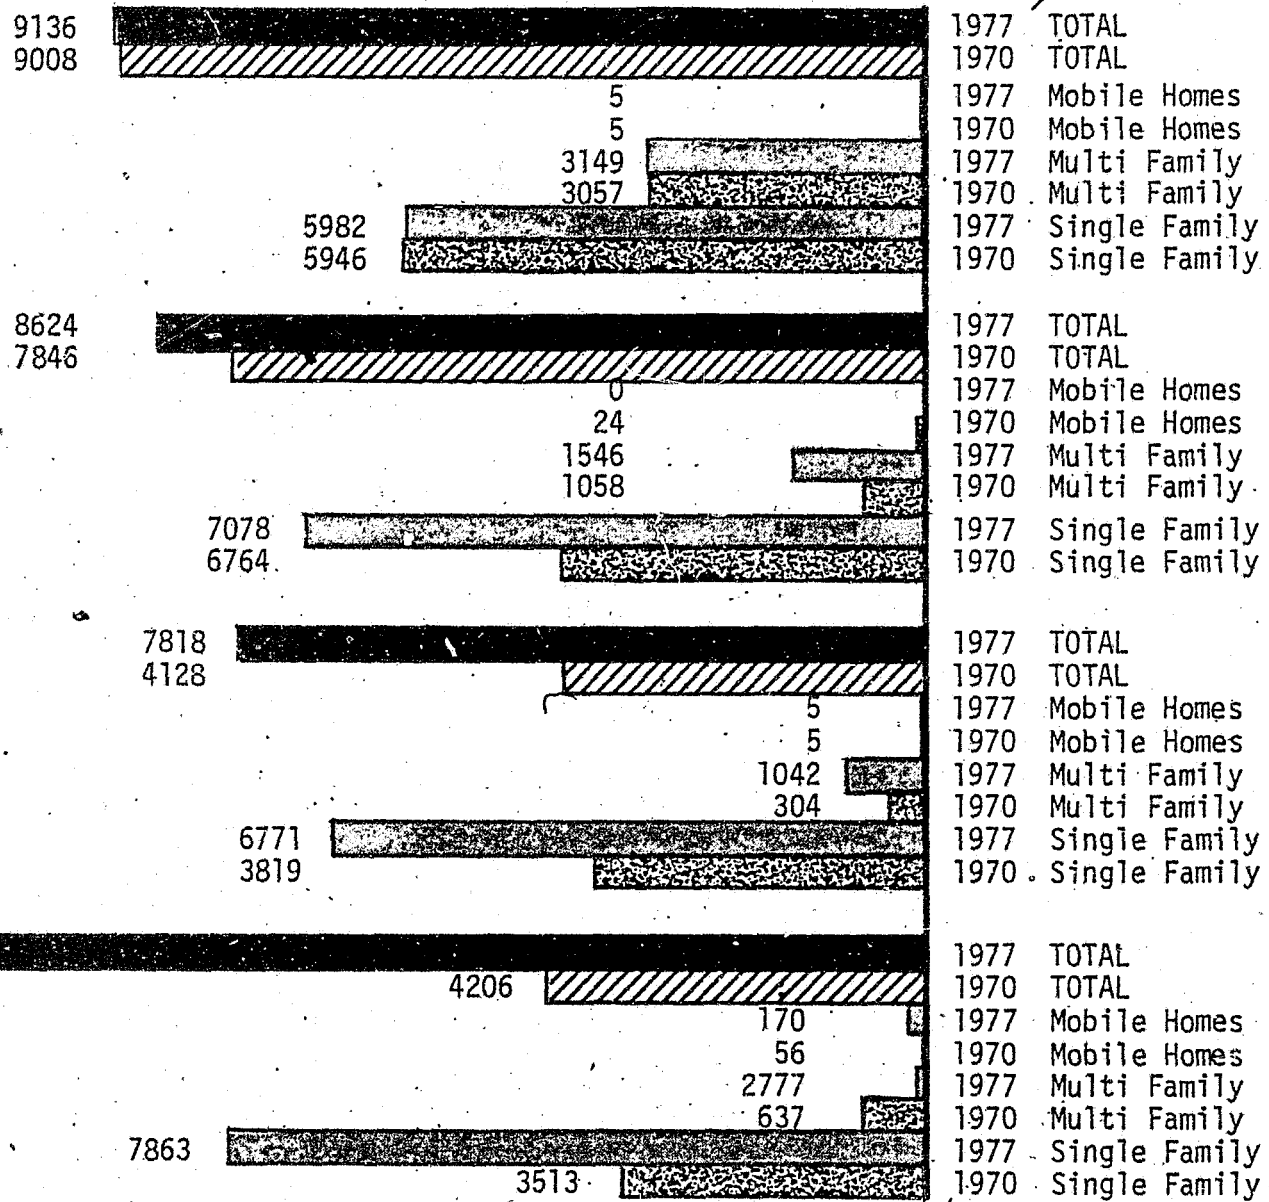 9136 1977 TOTAL
9008 1970 TOTAL
5 1977 Mobile Homes
5 1970 Mobile Homes
3149 1977 Multi Family
3057 1970 Multi Family
5982 1977 Single Family
5946 1970 Single Family
8624 1977 TOTAL
7846 1970 TOTAL
0 1977 Mobile Homes
24 1970 Mobile Homes
1546 1977 Multi Family
1058 1970 Multi Family
7078 1977 Single Family
6764 1970 Single Family
7818 1977 TOTAL
4128 1970 TOTAL
5 1977 Mobile Homes
5 1970 Mobile Homes
1042 1977 Multi Family
304 1970 Multi Family
6771 1977 Single Family
3819 1970 Single Family
1977 TOTAL
4206 1970 TOTAL
170 1977 Mobile Homes
56 1970 Mobile Homes
2777 1977 Multi Family
637 1970 Multi Family
7863 1977 Single Family
3513 1970 Single Family